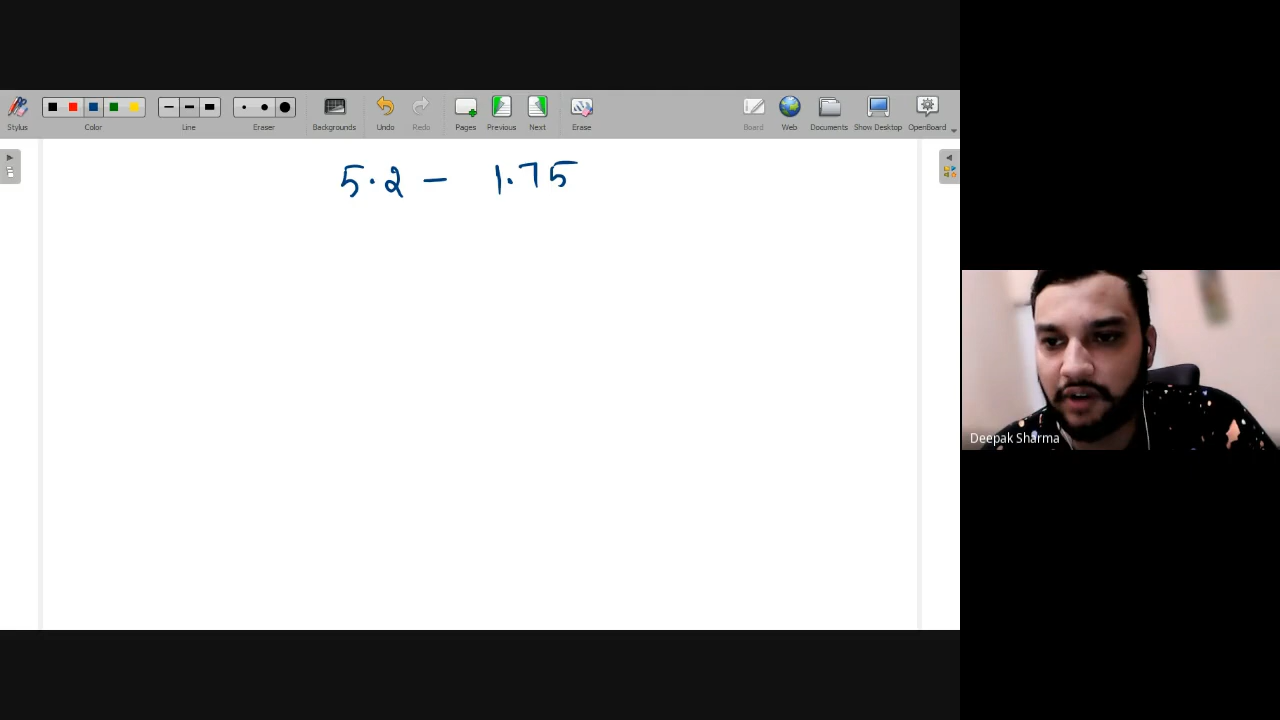 Stylus Color Line Eraser Backgrounds Undo Redo Pages Previous Next Erase Board Web Documents Show Desktop OpenBoard
5.2 - 1.75
Deepak Sharma